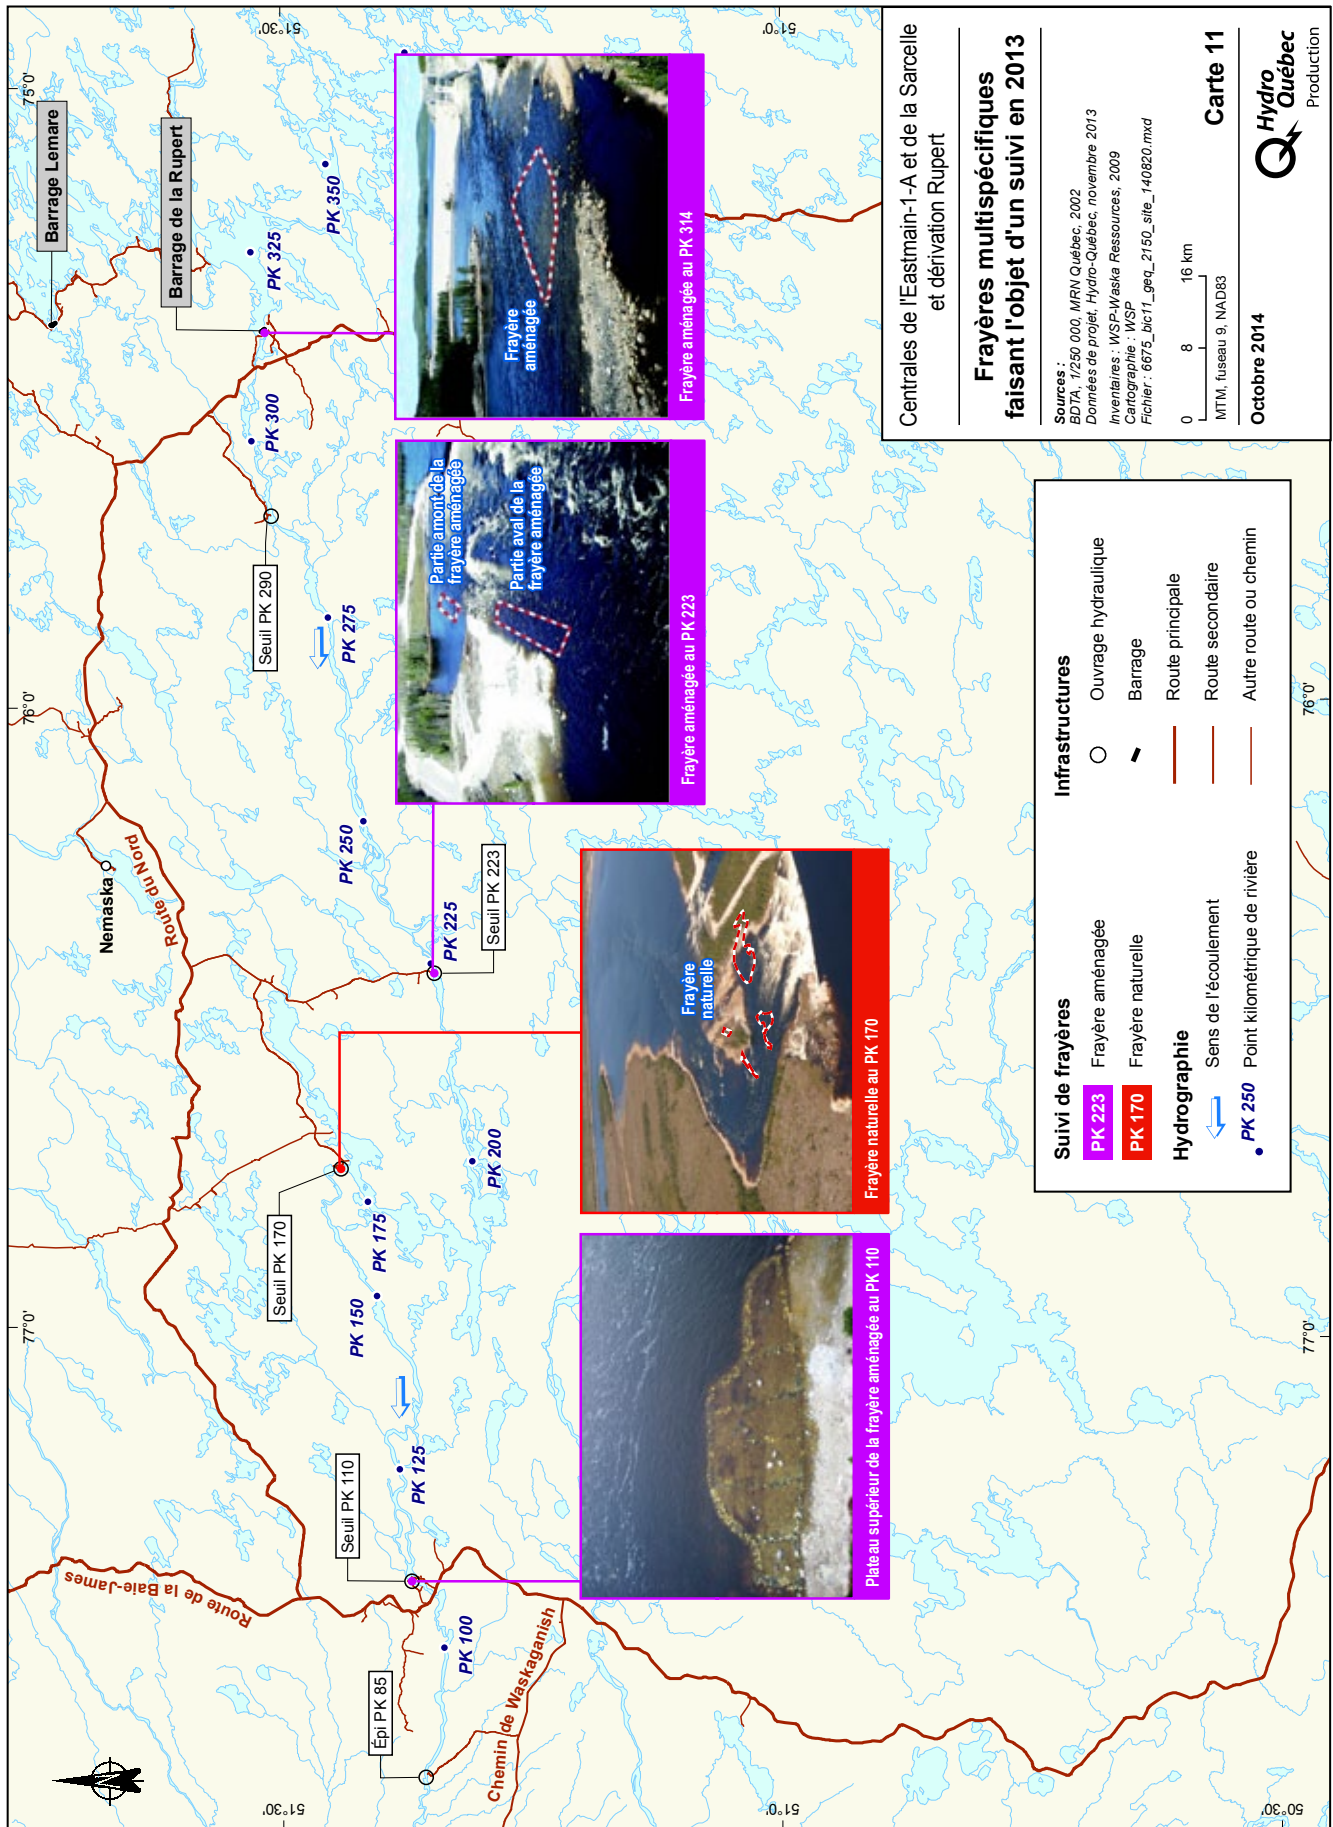 75°0'
76°0'
77°0'
51°30'
51°0'
51°30'
51°0'
50°30'
76°0'
77°0'
Barrage Lemare
Barrage de la Rupert
PK 350
PK 325
PK 300
Seuil PK 290
PK 275
PK 250
Nemaska
Route du Nord
PK 225
Seuil PK 223
PK 200
Seuil PK 170
PK 175
PK 150
PK 125
Seuil PK 110
Route de la Baie-James
PK 100
Épi PK 85
Chemin de Waskaganish
Frayère
aménagée
Frayère aménagée au PK 314
Partie amont de la
frayère aménagée
Partie aval de la
frayère aménagée
Frayère aménagée au PK 223
Frayère
naturelle
Frayère naturelle au PK 170
Plateau supérieur de la frayère aménagée au PK 110
Suivi de frayères
PK 223 Frayère aménagée
PK 170 Frayère naturelle
Hydrographie
Sens de l'écoulement
PK 250 Point kilométrique de rivière
Infrastructures
Ouvrage hydraulique
Barrage
Route principale
Route secondaire
Autre route ou chemin
Centrales de l'Eastmain-1-A et de la Sarcelle
et dérivation Rupert
Frayères multispécifiques
faisant l'objet d'un suivi en 2013
Sources :
BDTA, 1/250 000, MRN Québec, 2002
Données de projet, Hydro-Québec, novembre 2013
Inventaires : WSP-Waska Ressources, 2009
Cartographie : WSP
Fichier : 6675_bic11_geq_2150_site_140820.mxd
0 8 16 km
MTM, fuseau 9, NAD83
Octobre 2014
Carte 11
Hydro
Québec
Production